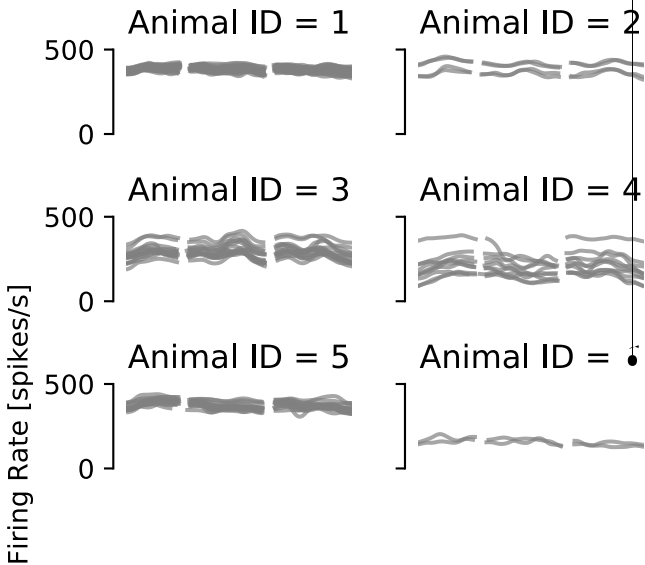 Animal ID = 1
Animal ID = 2
500
0
Animal ID = 3
Animal ID = 4
500
0
Animal ID = 5
Animal ID =
500
0
Firing Rate [spikes/s]